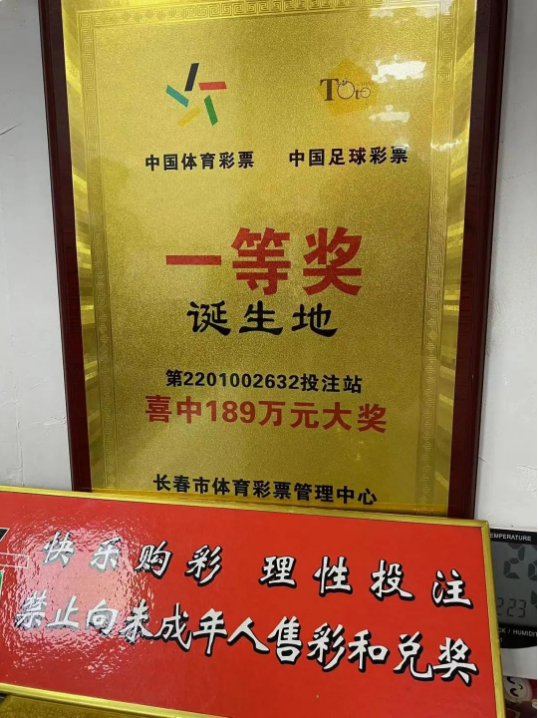 Toto
中国体育彩票 中国足球彩票
一等奖
诞生地
第2201002632投注站
喜中189万元大奖
长春市体育彩票管理中心
快乐购彩 理性投注
禁止向未成年人售彩和兑奖